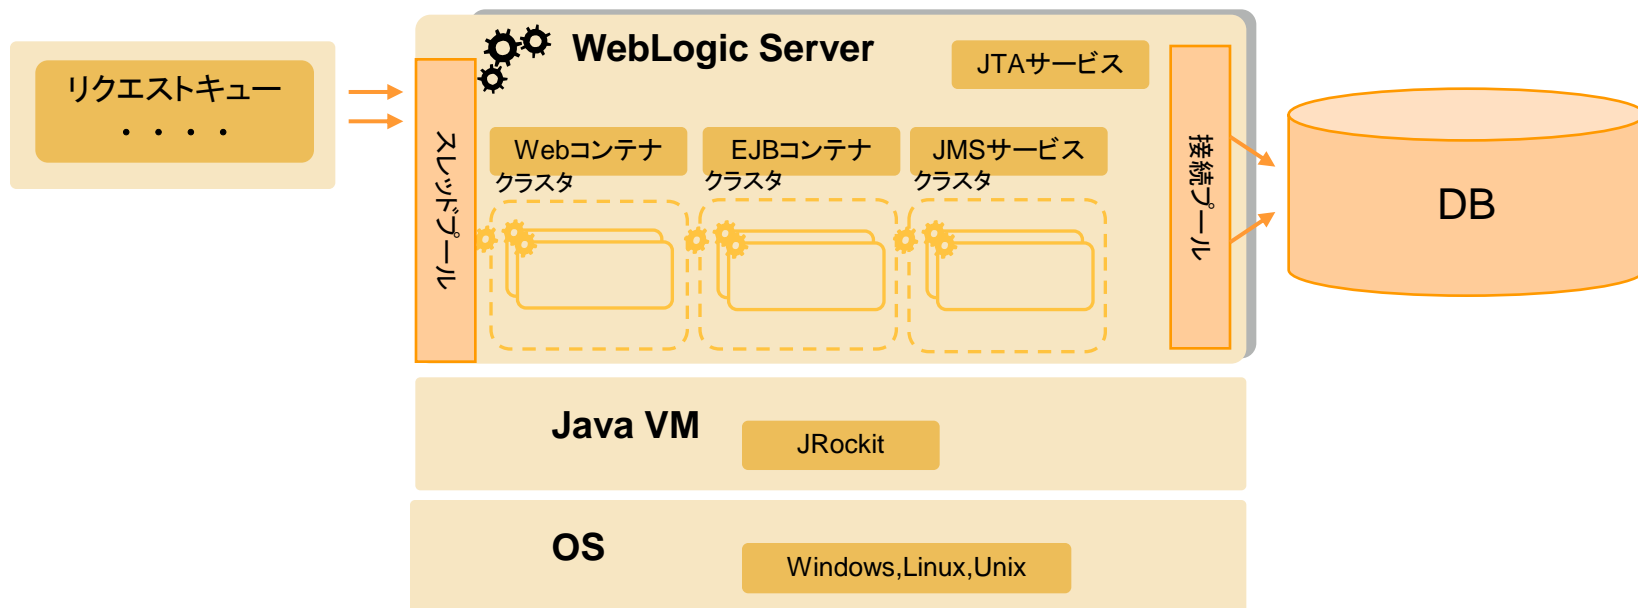 リクエストキュー
・・・・
スレッドプール
WebLogic Server
JTAサービス
Webコンテナ
クラスタ
EJBコンテナ
クラスタ
JMSサービス
クラスタ
接続プール
DB
Java VM
JRockit
OS
Windows,Linux,Unix